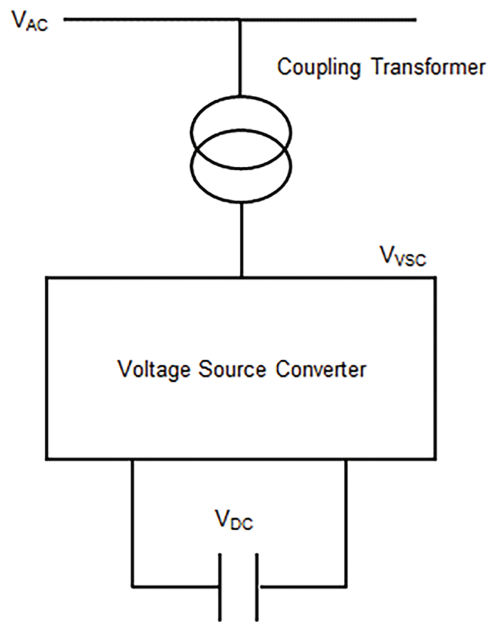 VAC
Coupling Transformer
VVSC
Voltage Source Converter
VDC